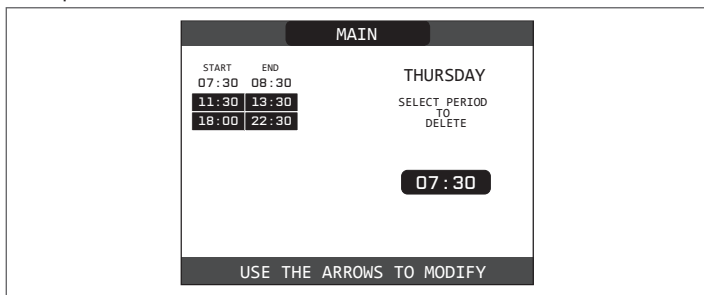 MAIN
START END
07:30 08:30
11:30 13:30
18:00 22:30
THURSDAY
SELECT PERIOD
TO
DELETE
07:30
USE THE ARROWS TO MODIFY